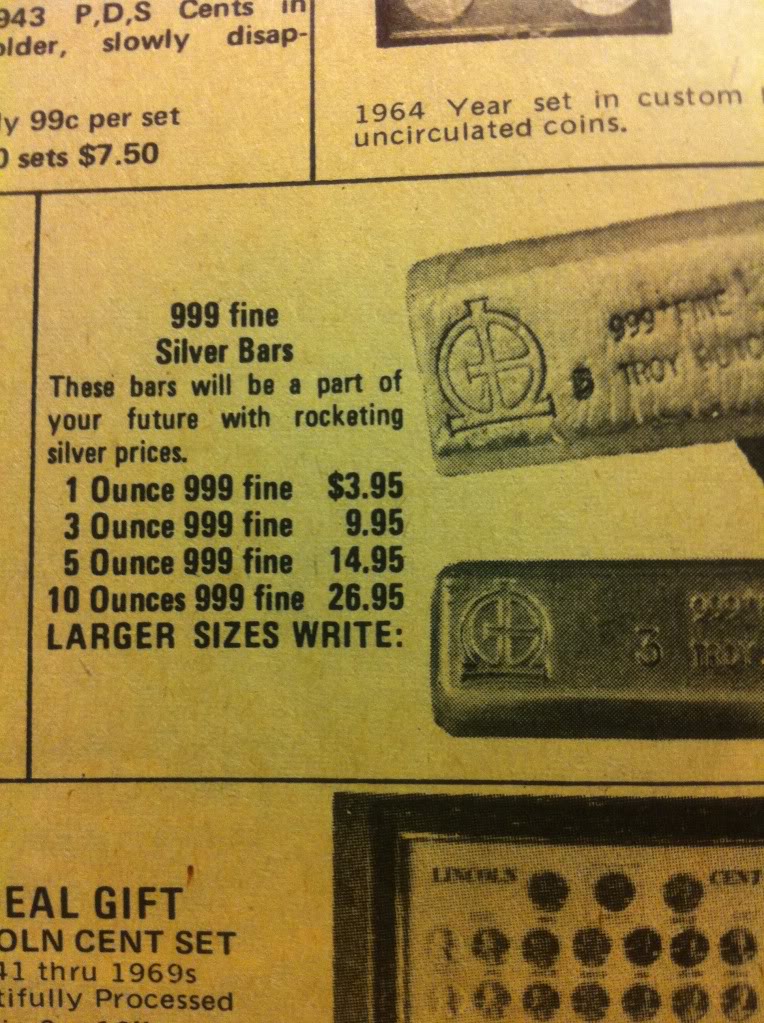 943 P,D,S Cents in
older, slowly disap-
99c per set
sets $7.50
1964 Year set in custom
uncirculated coins.
999 fine
Silver Bars
These bars will be a part of
your future with rocketing
silver prices.
1 Ounce 999 fine $3.95
3 Ounce 999 fine 9.95
5 Ounce 999 fine 14.95
10 Ounces 999 fine 26.95
LARGER SIZES WRITE:
999+ FINE
TROY
3 999+
TROY
EAL GIFT
OLN CENT SET
41 thru 1969s
tifully Processed
LINCOLN CENT